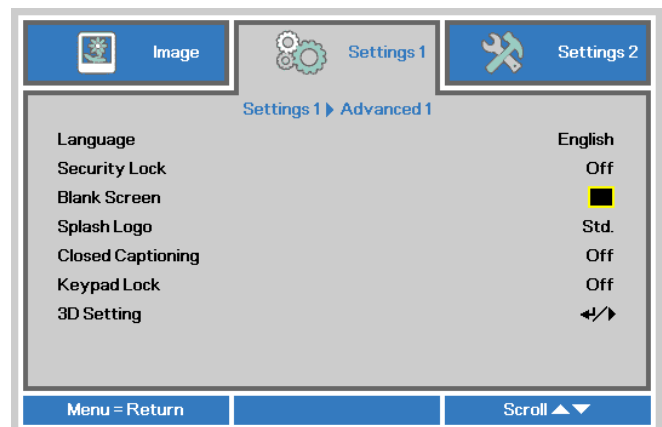 Image
Settings 1
Settings 2
Settings 1 Advanced 1
Language English
Security Lock Off
Blank Screen
Splash Logo Std.
Closed Captioning Off
Keypad Lock Off
3D Setting ↵/▶
Menu = Return
Scroll ▲▼